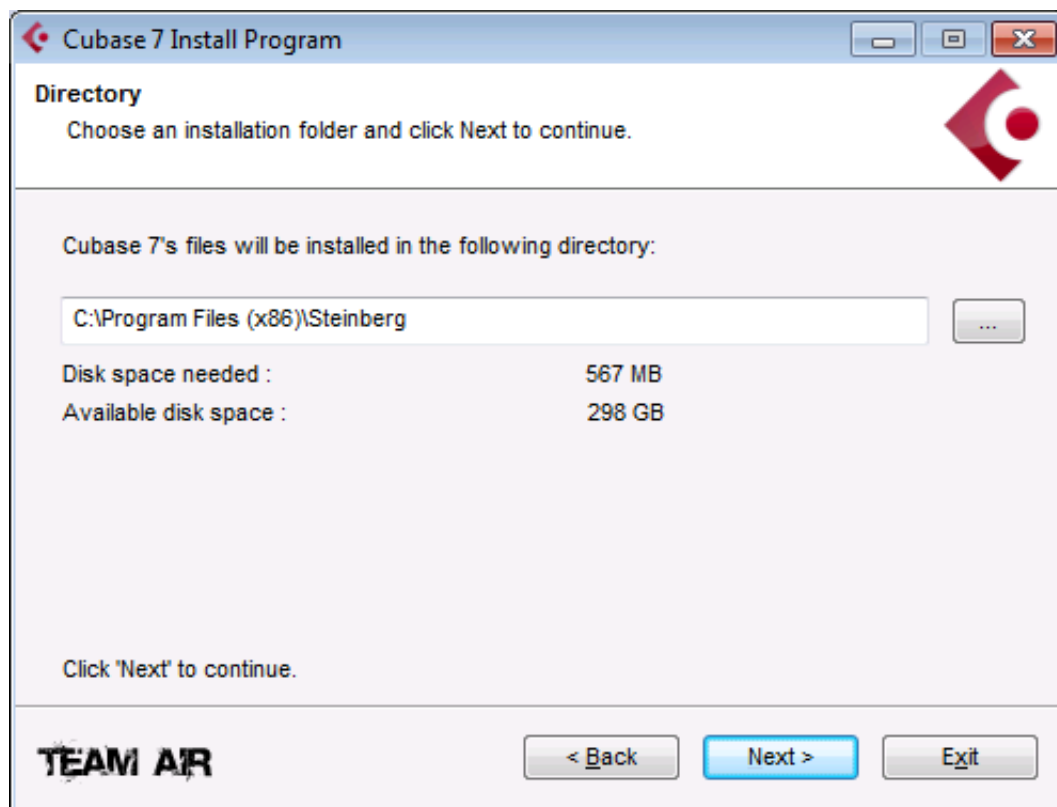 Cubase 7 Install Program
Directory
Choose an installation folder and click Next to continue.
Cubase 7's files will be installed in the following directory:
C:\Program Files (x86)\Steinberg
...
Disk space needed : 567 MB
Available disk space : 298 GB
Click 'Next' to continue.
TEAM AIR
< Back
Next >
Exit